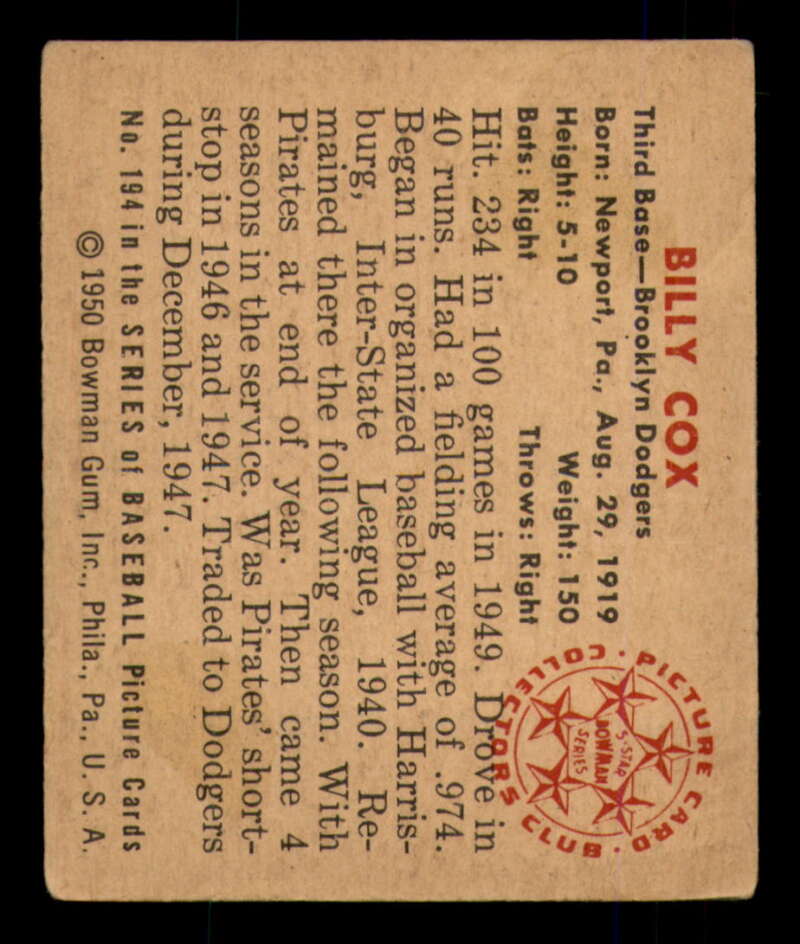 BILLY COX
Third Base—Brooklyn Dodgers
Born: Newport, Pa., Aug. 29, 1919
Height: 5-10 Weight: 150
Bats: Right Throws: Right
Hit. 234 in 100 games in 1949. Drove in
40 runs. Had a fielding average of .974.
Began in organized baseball with Harris-
burg, Inter-State League, 1940. Re-
mained there the following season. With
Pirates at end of year. Then came 4
seasons in the service. Was Pirates' short-
stop in 1946 and 1947. Traded to Dodgers
during December, 1947.
No. 194 in the SERIES of BASEBALL Picture Cards
© 1950 Bowman Gum, Inc., Phila., Pa., U. S. A.
PICTURE CARD COLLECTORS CLUB
5-STAR
BOWMAN
SERIES